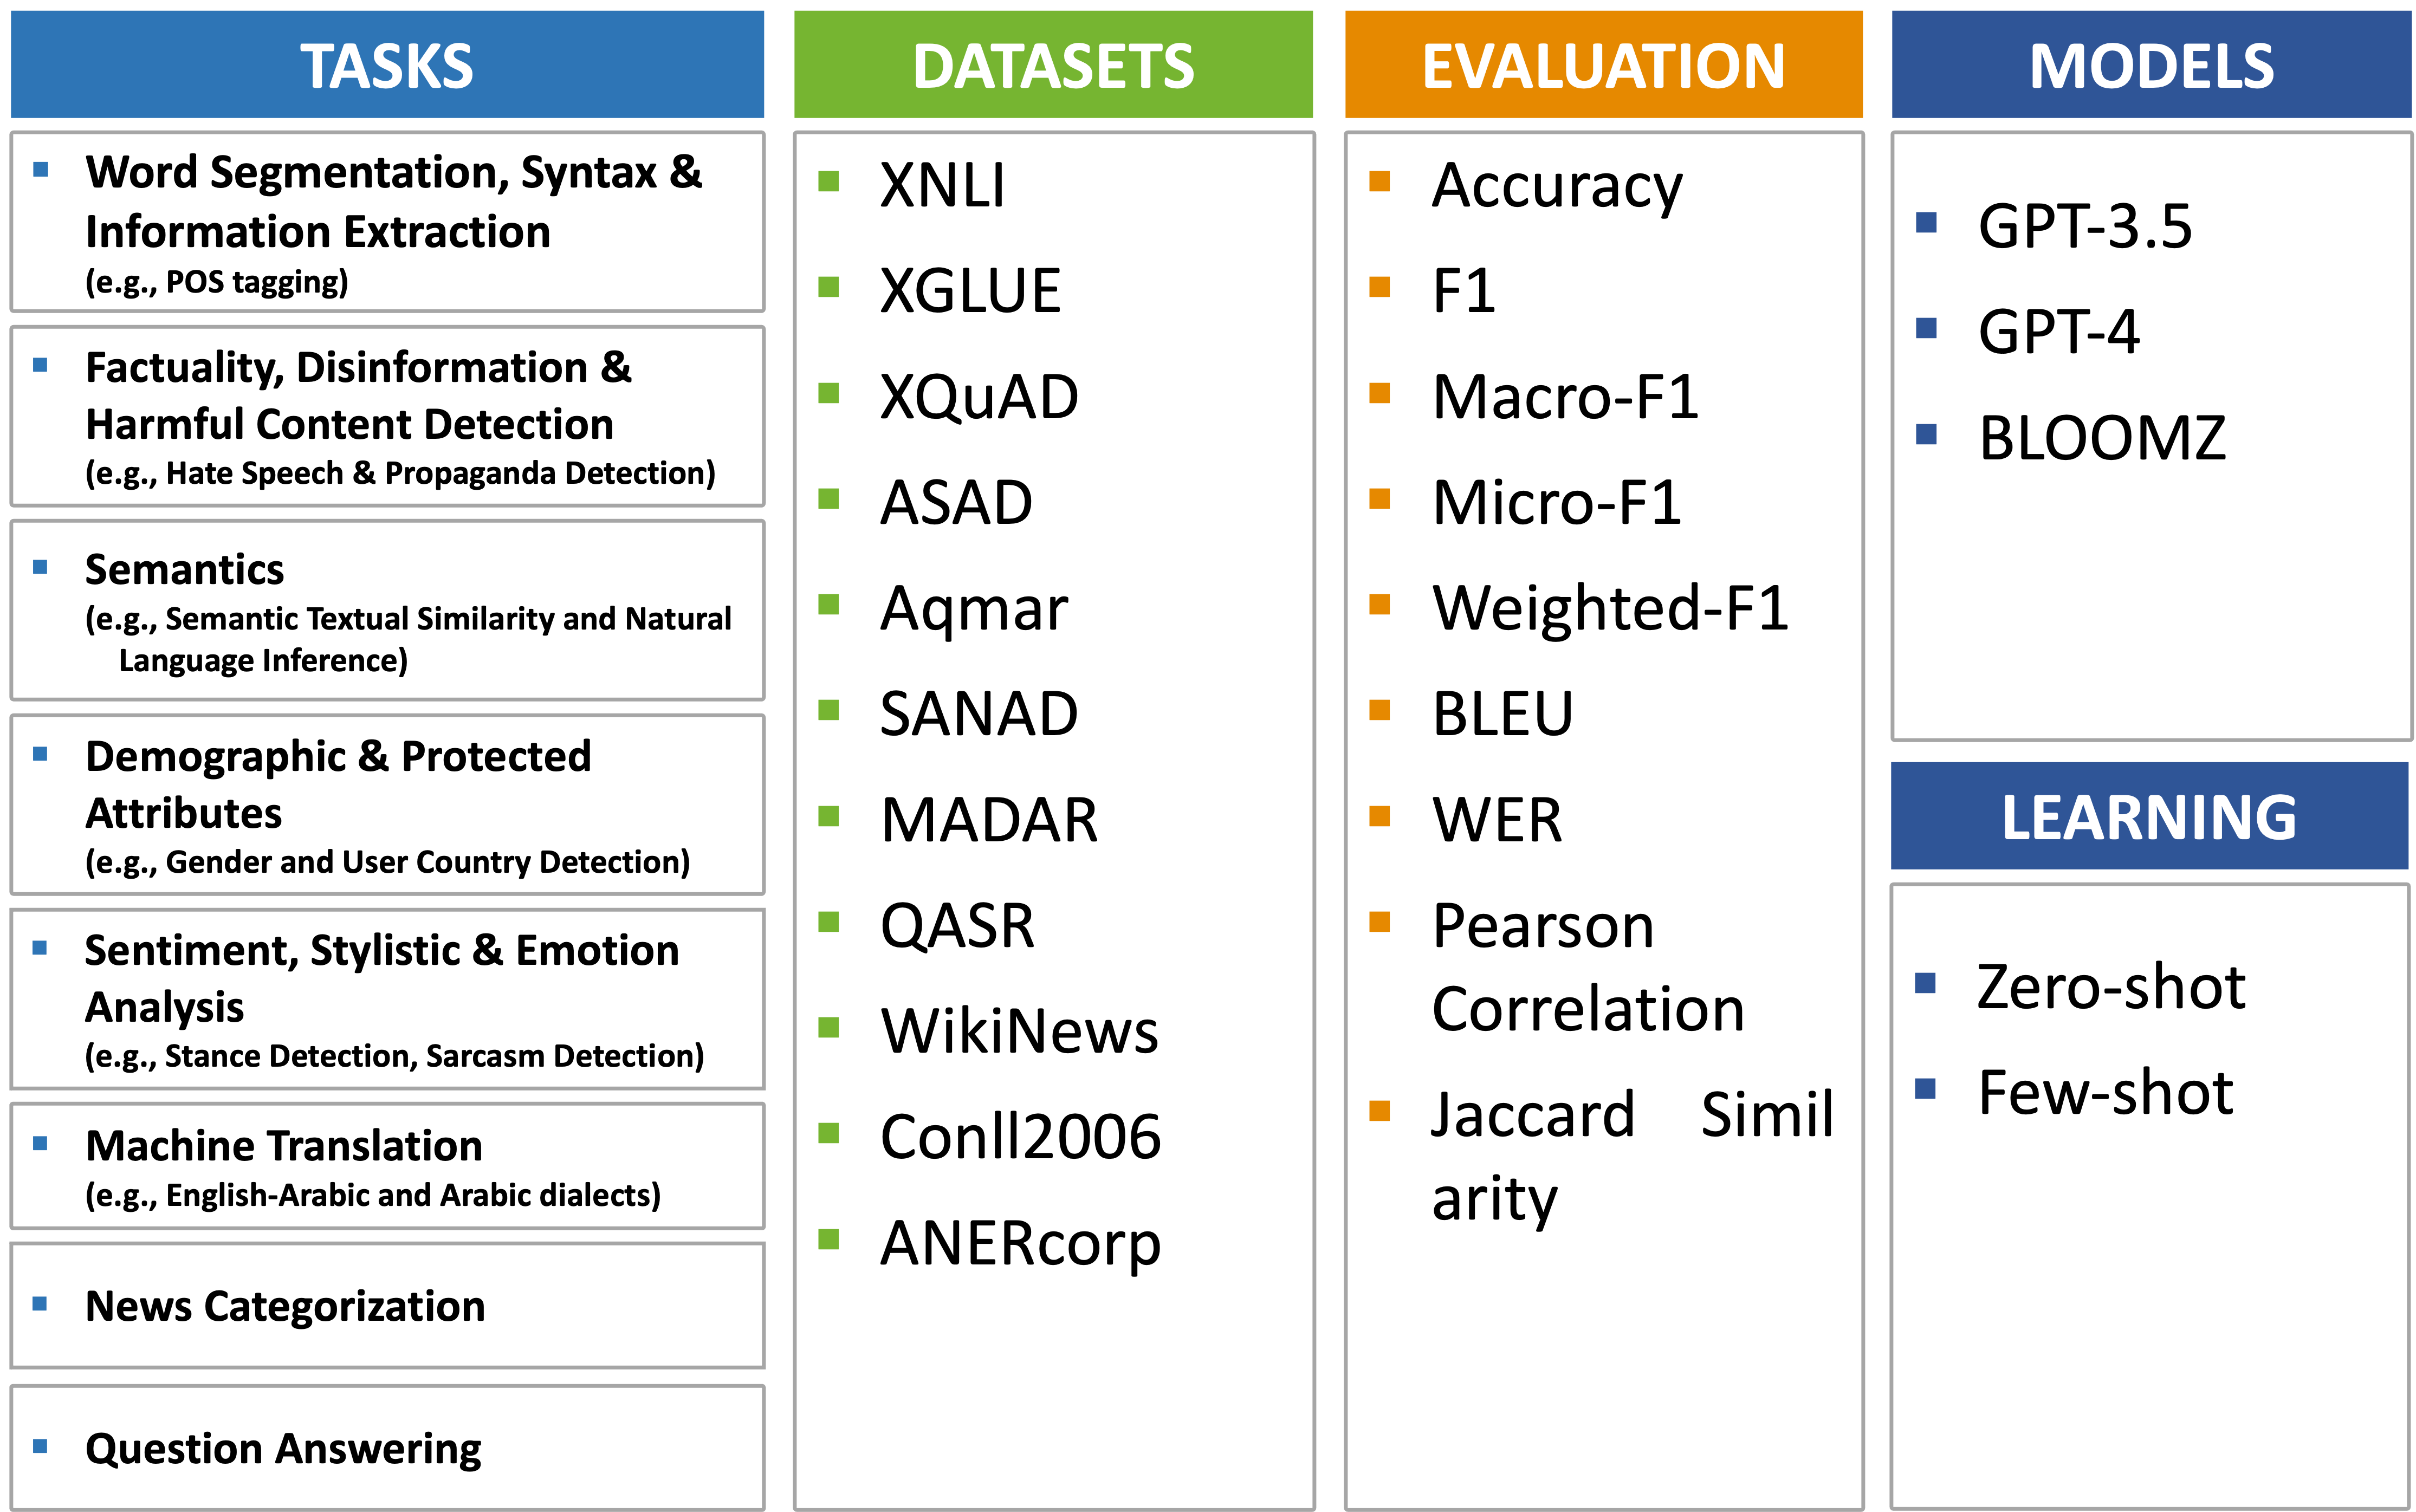 TASKS
Word Segmentation, Syntax &
Information Extraction
(e.g., POS tagging)
Factuality, Disinformation &
Harmful Content Detection
(e.g., Hate Speech & Propaganda Detection)
Semantics
(e.g., Semantic Textual Similarity and Natural
Language Inference)
Demographic & Protected
Attributes
(e.g., Gender and User Country Detection)
Sentiment, Stylistic & Emotion
Analysis
(e.g., Stance Detection, Sarcasm Detection)
Machine Translation
(e.g., English-Arabic and Arabic dialects)
News Categorization
Question Answering
DATASETS
XNLI
XGLUE
XQuAD
ASAD
Aqmar
SANAD
MADAR
QASR
WikiNews
Conll2006
ANERcorp
EVALUATION
Accuracy
F1
Macro-F1
Micro-F1
Weighted-F1
BLEU
WER
Pearson
Correlation
Jaccard Simil
arity
MODELS
GPT-3.5
GPT-4
BLOOMZ
LEARNING
Zero-shot
Few-shot